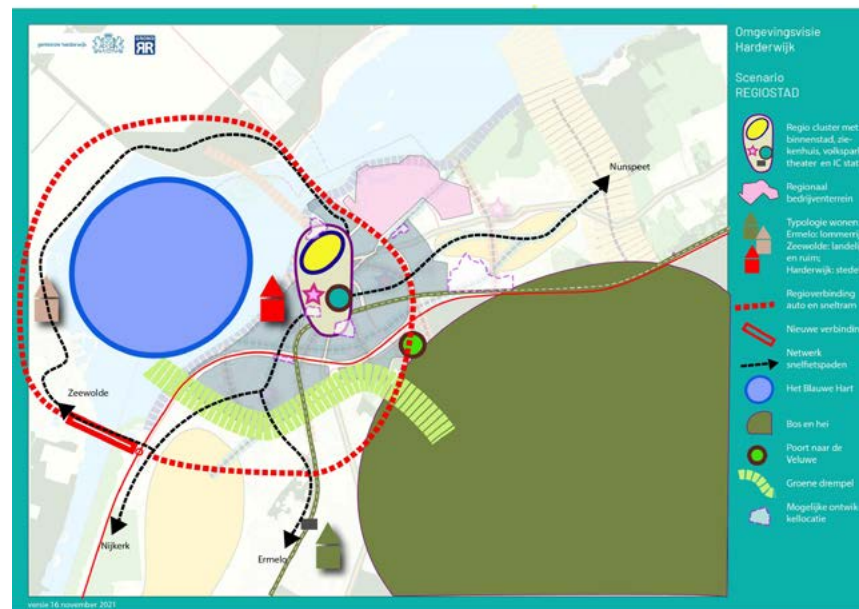 gemeente harderwijk
Omgevingsvisie
Harderwijk
Scenario
REGIOSTAD
Regio cluster met
binnenstad, zie-
kenhuis, volkspark
theater en IC stat
Regionaal
bedrijventerrein
Typologie wonen
Ermelo: lommerrij
Zeewolde: landeli
en ruim;
Harderwijk: stede
Regioverbinding
auto en sneltram
Nieuwe verbindin
Netwerk
snelfietspaden
Het Blauwe Hart
Bos en hei
Poort naar de
Veluwe
Groene drempel
Mogelijke ontwik
kellocatie
Nunspeet
Zeewolde
Nijkerk
Ermelo
versie 16 november 2021